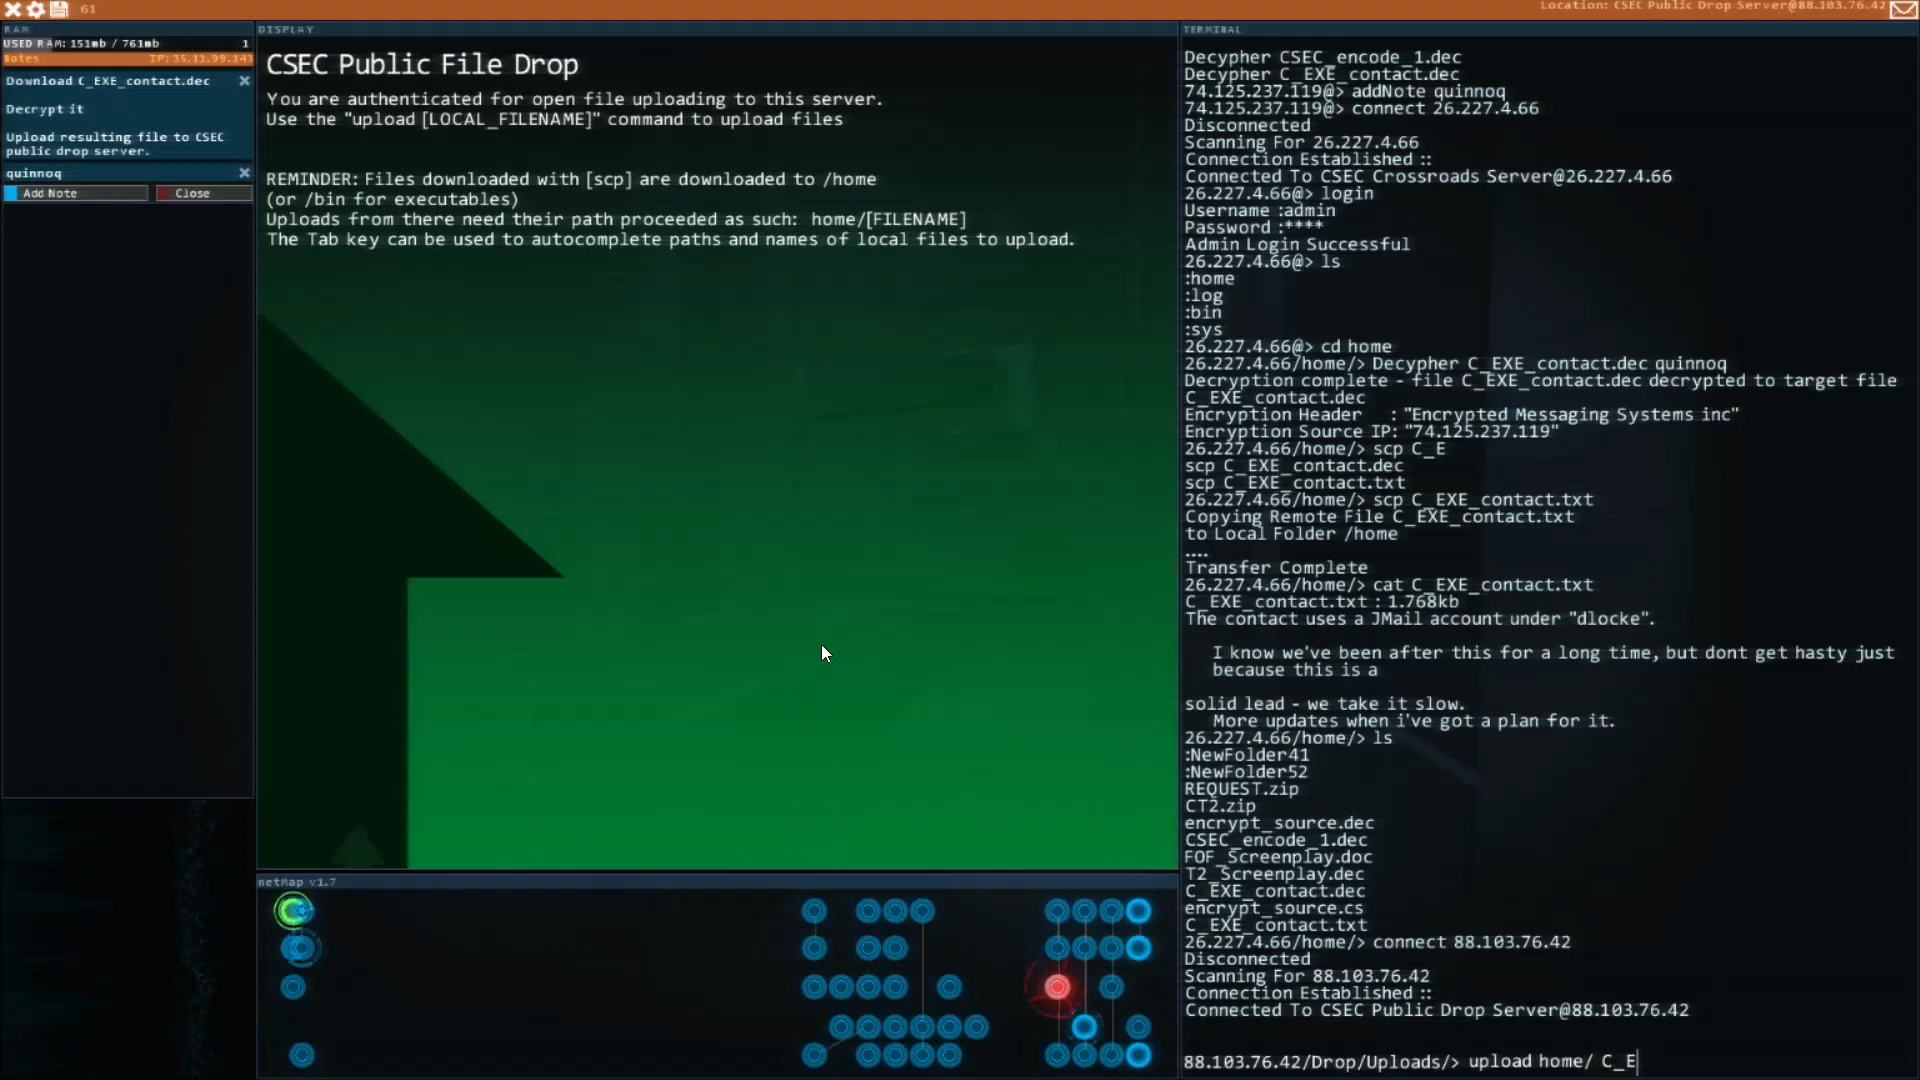 61
Location: CSEC Public Drop Server@88.103.76.42
RAM
USED RAM: 151mb / 761mb 1
Notes IP: 35.11.99.143
Download C_EXE_contact.dec
Decrypt it
Upload resulting file to CSEC
public drop server.
quinnoq
Add Note Close
DISPLAY
CSEC Public File Drop
You are authenticated for open file uploading to this server.
Use the "upload [LOCAL_FILENAME]" command to upload files
REMINDER: Files downloaded with [scp] are downloaded to /home
(or /bin for executables)
Uploads from there need their path proceeded as such: home/[FILENAME]
The Tab key can be used to autocomplete paths and names of local files to upload.
netMap v1.7
TERMINAL
Decypher CSEC_encode_1.dec
Decypher C_EXE_contact.dec
74.125.237.119@> addNote quinnoq
74.125.237.119@> connect 26.227.4.66
Disconnected
Scanning For 26.227.4.66
Connection Established ::
Connected To CSEC Crossroads Server@26.227.4.66
26.227.4.66@> login
Username :admin
Password :****
Admin Login Successful
26.227.4.66@> ls
:home
:log
:bin
:sys
26.227.4.66@> cd home
26.227.4.66/home/> Decypher C_EXE_contact.dec quinnoq
Decryption complete - file C_EXE_contact.dec decrypted to target file
C_EXE_contact.dec
Encryption Header : "Encrypted Messaging Systems inc"
Encryption Source IP: "74.125.237.119"
26.227.4.66/home/> scp C_E
scp C_EXE_contact.dec
scp C_EXE_contact.txt
26.227.4.66/home/> scp C_EXE_contact.txt
Copying Remote File C_EXE_contact.txt
to Local Folder /home
....
Transfer Complete
26.227.4.66/home/> cat C_EXE_contact.txt
C_EXE_contact.txt : 1.768kb
The contact uses a JMail account under "dlocke".
I know we've been after this for a long time, but dont get hasty just
because this is a
solid lead - we take it slow.
More updates when i've got a plan for it.
26.227.4.66/home/> ls
:NewFolder41
:NewFolder52
REQUEST.zip
CT2.zip
encrypt_source.dec
CSEC_encode_1.dec
FOF_Screenplay.doc
T2_Screenplay.dec
C_EXE_contact.dec
encrypt_source.cs
C_EXE_contact.txt
26.227.4.66/home/> connect 88.103.76.42
Disconnected
Scanning For 88.103.76.42
Connection Established ::
Connected To CSEC Public Drop Server@88.103.76.42
88.103.76.42/Drop/Uploads/> upload home/ C_E